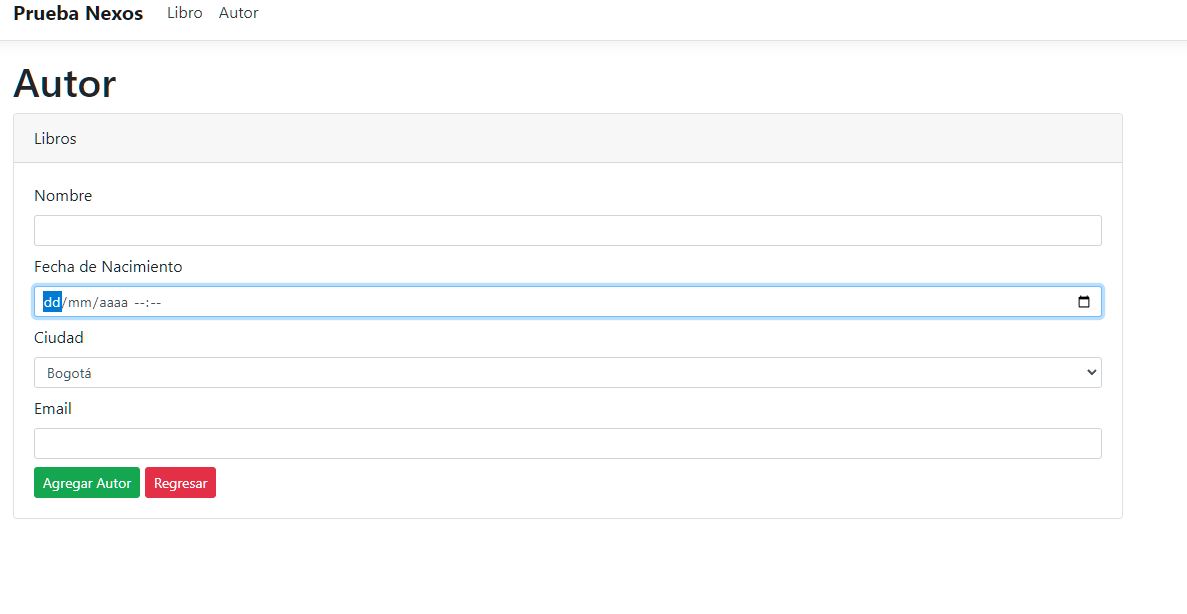 Prueba Nexos Libro Autor
Autor
Libros
Nombre
Fecha de Nacimiento
dd/mm/aaaa --:--
Ciudad
Bogotá
Email
Agregar Autor Regresar